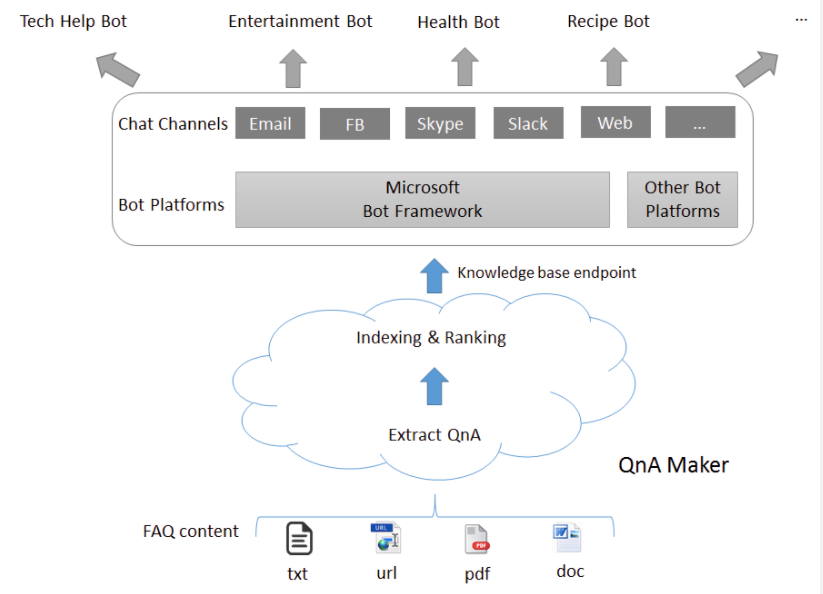 Tech Help Bot
Entertainment Bot
Health Bot
Recipe Bot
...
Chat Channels
Email
FB
Skype
Slack
Web
...
Bot Platforms
Microsoft
Bot Framework
Other Bot
Platforms
Knowledge base endpoint
Indexing & Ranking
Extract QnA
QnA Maker
FAQ content
URL
PDF
W
txt
url
pdf
doc